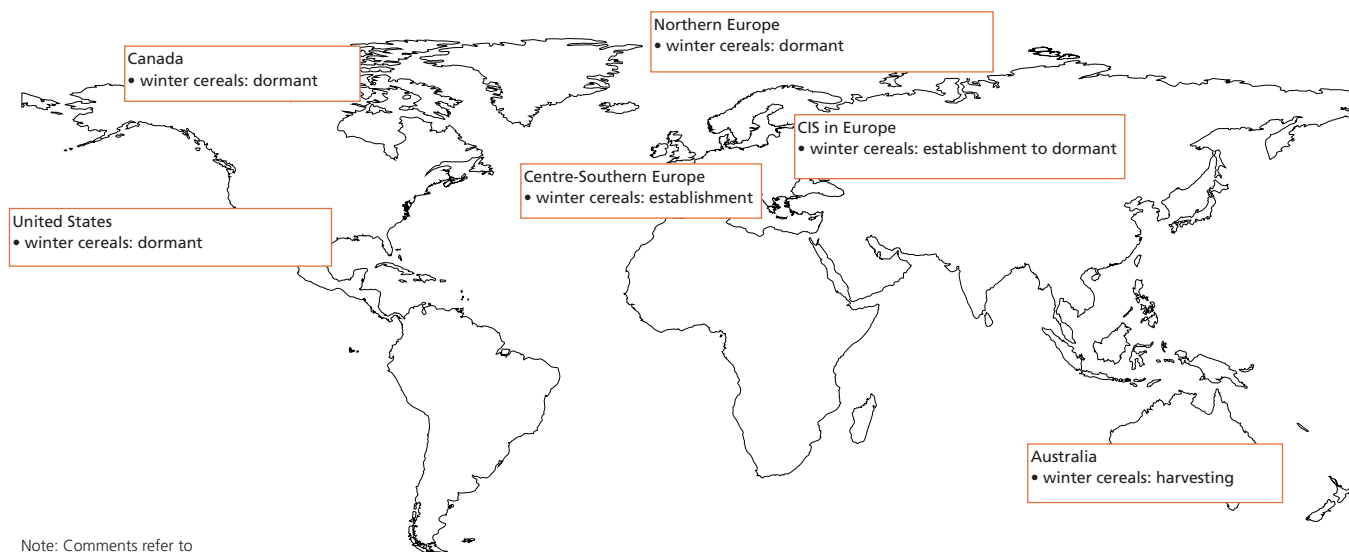 Northern Europe
• winter cereals: dormant
Canada
• winter cereals: dormant
CIS in Europe
• winter cereals: establishment to dormant
Centre-Southern Europe
• winter cereals: establishment
United States
• winter cereals: dormant
Australia
• winter cereals: harvesting
Note: Comments refer to